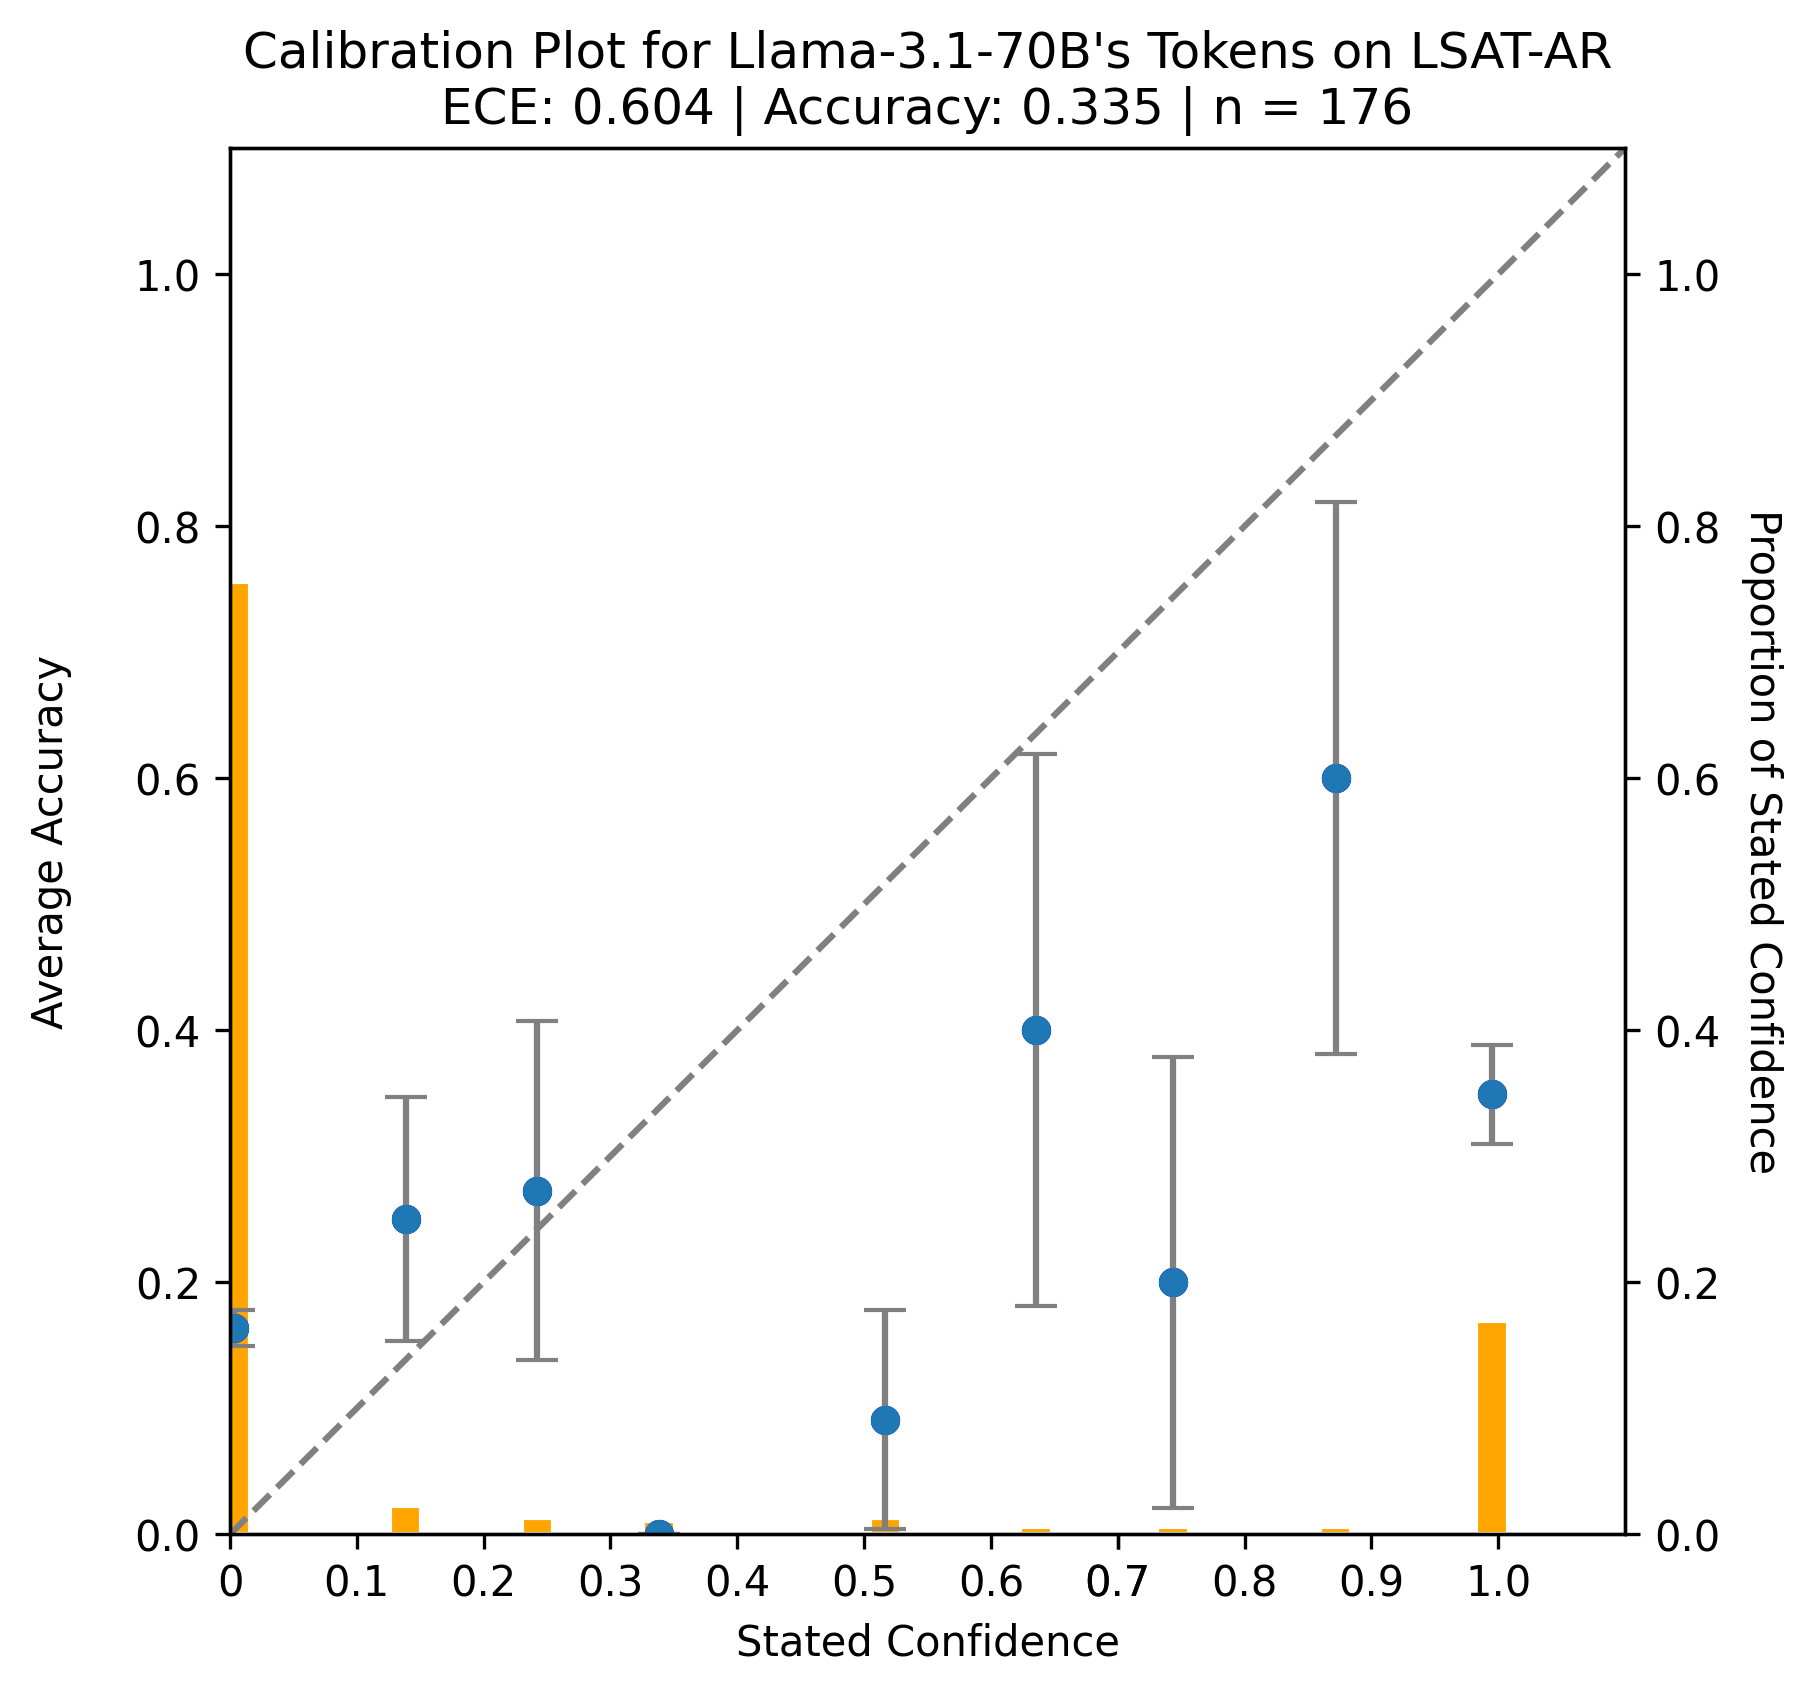 Calibration Plot for Llama-3.1-70B's Tokens on LSAT-AR
ECE: 0.604 | Accuracy: 0.335 | n = 176
Average Accuracy
1.0
0.8
0.6
0.4
0.2
0.0
1.0
0.8
0.6
0.4
0.2
0.0
Proportion of Stated Confidence
0 0.1 0.2 0.3 0.4 0.5 0.6 0.7 0.8 0.9 1.0
Stated Confidence